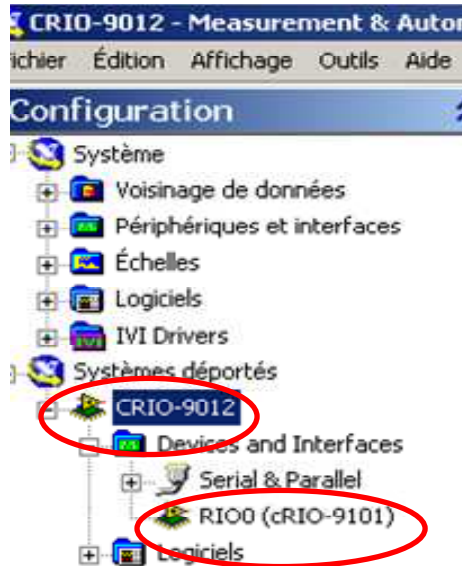 CRIO-9012 - Measurement & Autor
ichier Édition Affichage Outils Aide
Configuration
Système
Voisinage de données
Périphériques et interfaces
Échelles
Logiciels
IVI Drivers
Systèmes déportés
CRIO-9012
Devices and Interfaces
Serial & Parallel
RIO0 (cRIO-9101)
Logiciels